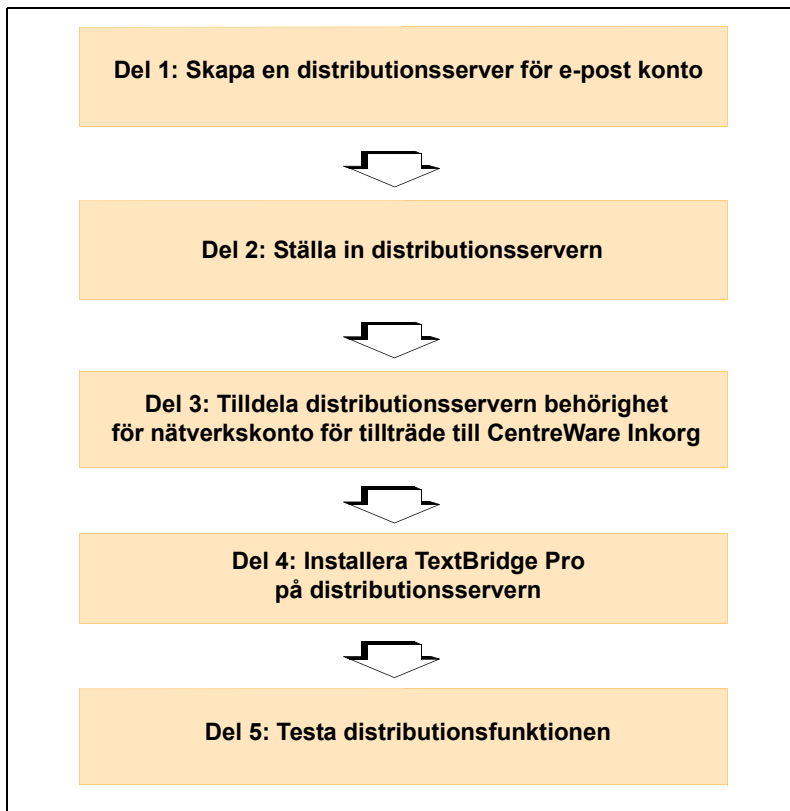 Del 1: Skapa en distributionsserver för e-post konto
Del 2: Ställa in distributionsservern
Del 3: Tilldela distributionsservern behörighet
för nätverkskonto för tillträde till CentreWare Inkorg
Del 4: Installera TextBridge Pro
på distributionsservern
Del 5: Testa distributionsfunktionen